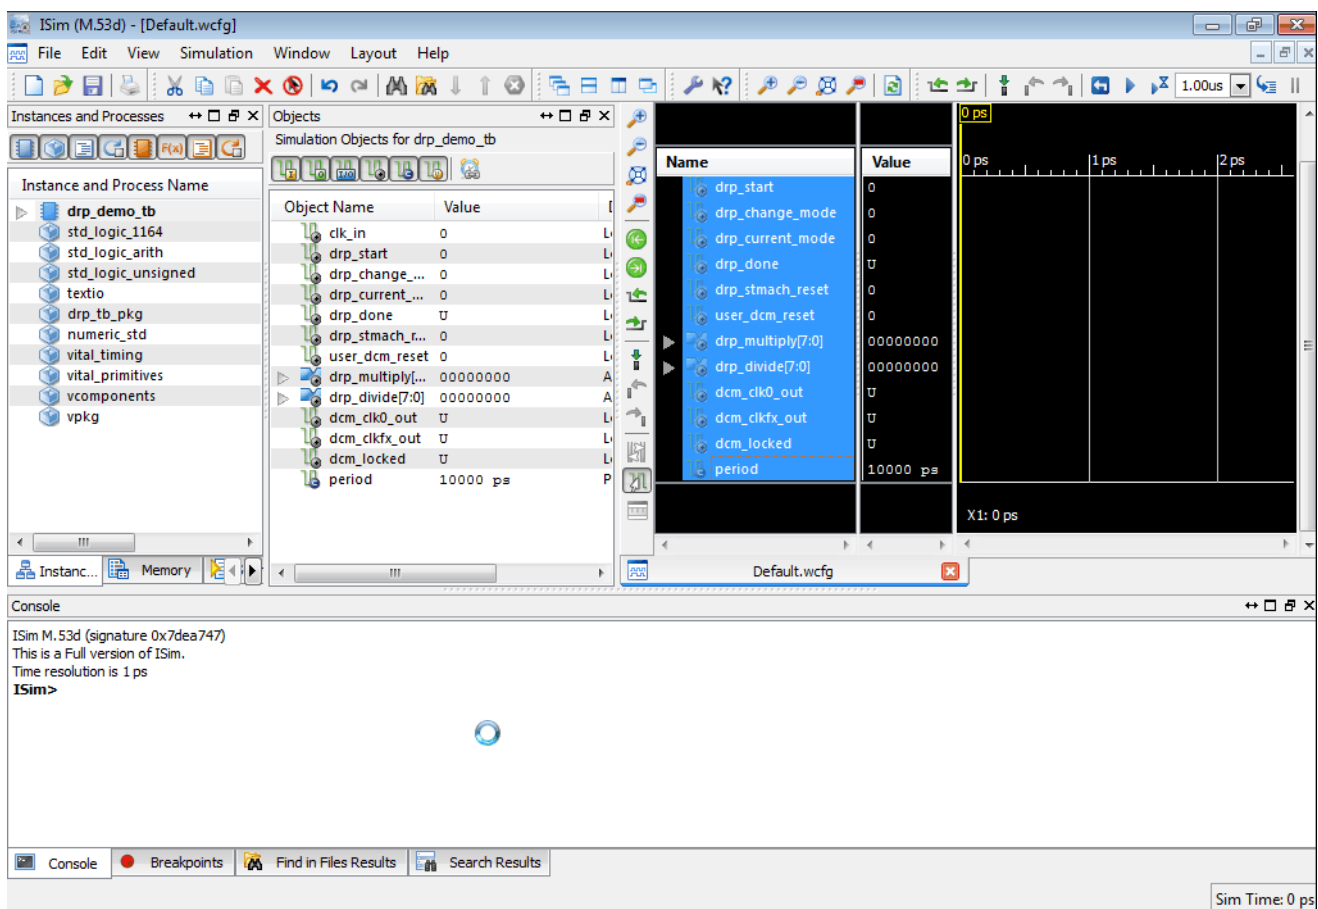 ISim (M.53d) - [Default.wcfg]
File Edit View Simulation Window Layout Help
1.00us
Instances and Processes
F(x)
Instance and Process Name
drp_demo_tb
std_logic_1164
std_logic_arith
std_logic_unsigned
textio
drp_tb_pkg
numeric_std
vital_timing
vital_primitives
vcomponents
vpkg
Instanc... Memory
Objects
Simulation Objects for drp_demo_tb
Object Name Value
clk_in 0
drp_start 0
drp_change_... 0
drp_current_... 0
drp_done U
drp_stmach_r... 0
user_dcm_reset 0
drp_multiply[... 00000000
drp_divide[7:0] 00000000
dcm_clk0_out U
dcm_clkfx_out U
dcm_locked U
period 10000 ps P
Name Value
drp_start 0
drp_change_mode 0
drp_current_mode 0
drp_done U
drp_stmach_reset 0
user_dcm_reset 0
drp_multiply[7:0] 00000000
drp_divide[7:0] 00000000
dcm_clk0_out U
dcm_clkfx_out U
dcm_locked U
period 10000 ps
0 ps
0 ps 1 ps 2 ps
X1: 0 ps
Default.wcfg
Console
ISim M.53d (signature 0x7dea747)
This is a Full version of ISim.
Time resolution is 1 ps
ISim>
Console Breakpoints Find in Files Results Search Results
Sim Time: 0 ps